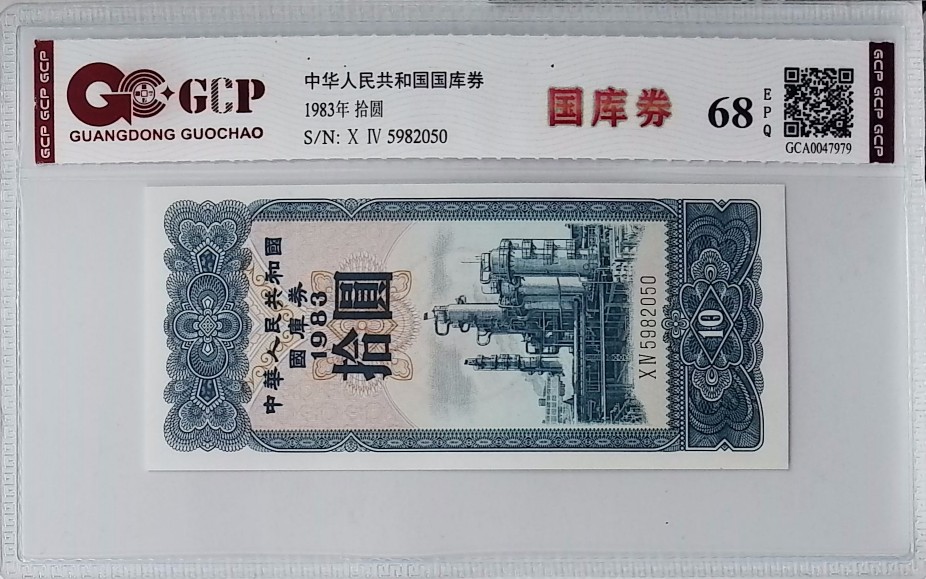 GCP GCP GCP
GCP
GUANGDONG GUOCHAO
中华人民共和国国库券
1983年 拾圆
S/N: X IV 5982050
国库券
68
EPQ
GCA0047979
GCP GCP GCP
中華人民共和國
國庫券
1983
拾圓
X IV 5982050
10